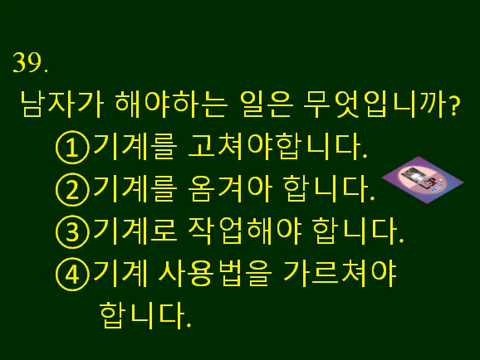 39.
남자가 해야하는 일은 무엇입니까?
①기계를 고쳐야합니다.
②기계를 옴겨아 합니다.
③기계로 작업해야 합니다.
④기계 사용법을 가르쳐야
합니다.